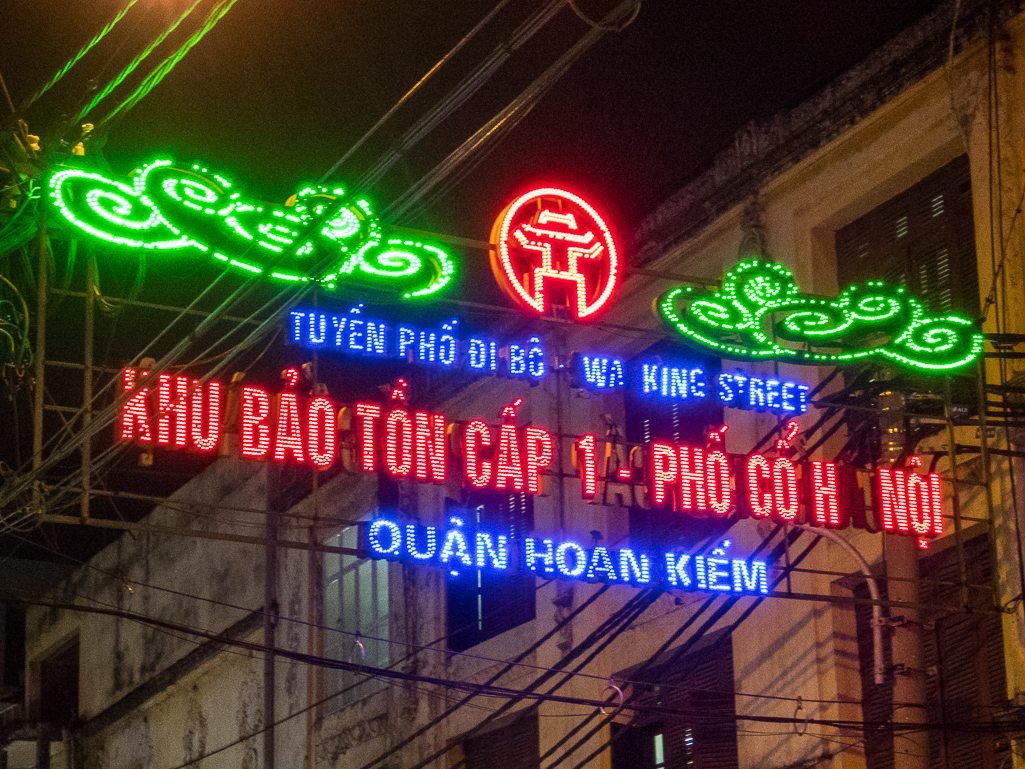 TUYẾN PHỐ ĐI BỘ - WA KING STREET
KHU BẢO TỒN CẤP 1 - PHỐ CỔ H NỘI
QUẬN HOAN KIẾM